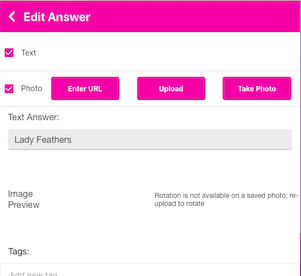 Edit Answer
Text
Photo Enter URL Upload Take Photo
Text Answer:
Lady Feathers
Image
Preview
Rotation is not available on a saved photo; re-
upload to rotate
Tags:
Add new tag